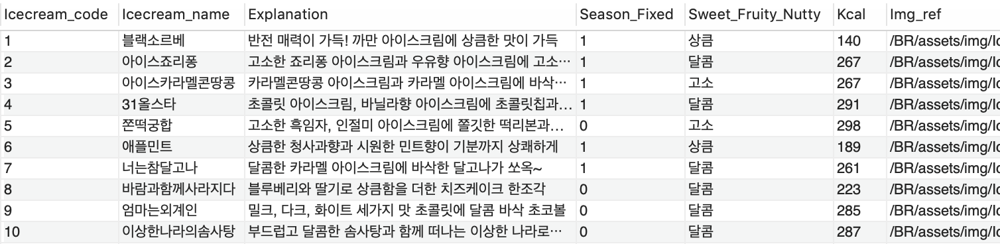 Icecream_code Icecream_name Explanation Season_Fixed Sweet_Fruity_Nutty Kcal Img_ref
1 블랙소르베 반전 매력이 가득! 까만 아이스크림에 상큼한 맛이 가득 1 상큼 140 /BR/assets/img/Ic
2 아이스죠리퐁 고소한 죠리퐁 아이스크림과 우유향 아이스크림에 고소… 1 달콤 267 /BR/assets/img/Ic
3 아이스카라멜콘땅콩 카라멜콘땅콩 아이스크림과 카라멜 아이스크림에 바삭… 1 고소 267 /BR/assets/img/Ic
4 31올스타 초콜릿 아이스크림, 바닐라향 아이스크림에 초콜릿칩과… 1 달콤 291 /BR/assets/img/Ic
5 쫀떡궁합 고소한 흑임자, 인절미 아이스크림에 쫄깃한 떡리본과… 0 고소 298 /BR/assets/img/Ic
6 애플민트 상큼한 청사과향과 시원한 민트향이 기분까지 상쾌하게 1 상큼 189 /BR/assets/img/Ic
7 너는참달고나 달콤한 카라멜 아이스크림에 바삭한 달고나가 쏘옥~ 1 달콤 261 /BR/assets/img/Ic
8 바람과함께사라지다 블루베리와 딸기로 상큼함을 더한 치즈케이크 한조각 0 달콤 223 /BR/assets/img/Ic
9 엄마는외계인 밀크, 다크, 화이트 세가지 맛 초콜릿에 달콤 바삭 초코볼 0 달콤 285 /BR/assets/img/Ic
10 이상한나라의솜사탕 부드럽고 달콤한 솜사탕과 함께 떠나는 이상한 나라로… 0 달콤 287 /BR/assets/img/Ic